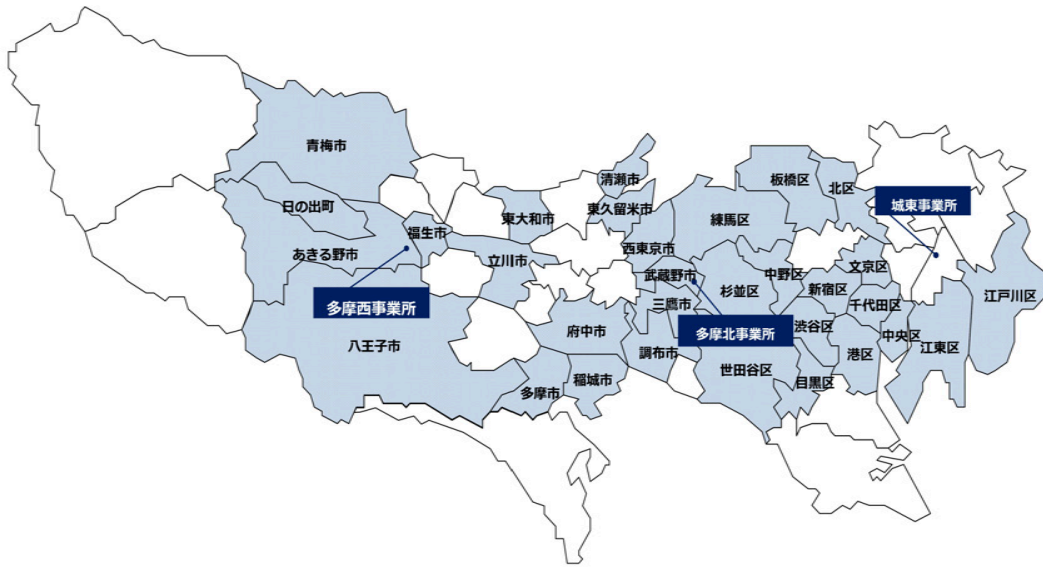 青梅市
日の出町
あきる野市
福生市
東大和市
立川市
多摩西事業所
八王子市
多摩市
稲城市
府中市
調布市
三鷹市
武蔵野市
西東京市
東久留米市
清瀬市
練馬区
板橋区
北区
城東事業所
杉並区
中野区
新宿区
文京区
千代田区
渋谷区
中央区
港区
多摩北事業所
世田谷区
目黒区
江東区
江戸川区